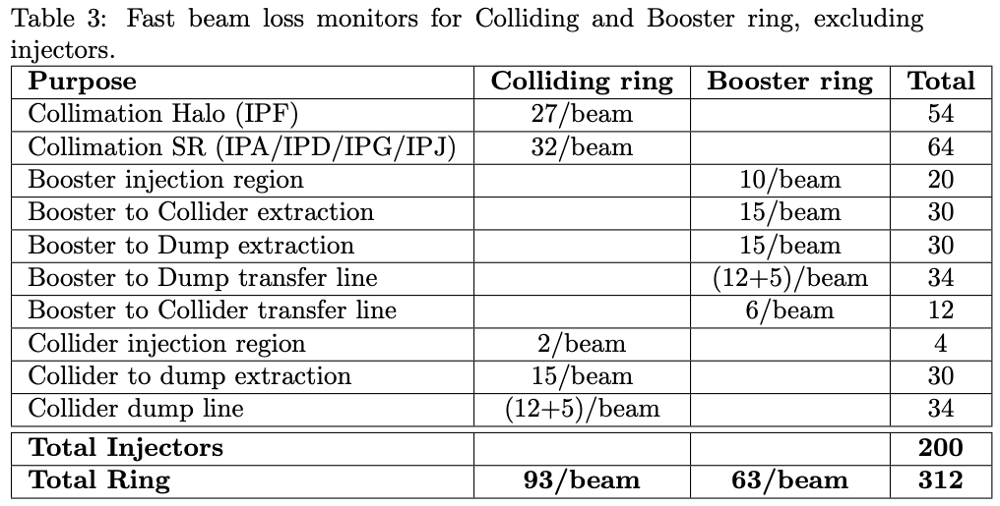 Table 3: Fast beam loss monitors for Colliding and Booster ring, excluding
injectors.
Purpose Colliding ring Booster ring Total
Collimation Halo (IPF) 27/beam 54
Collimation SR (IPA/IPD/IPG/IPJ) 32/beam 64
Booster injection region 10/beam 20
Booster to Collider extraction 15/beam 30
Booster to Dump extraction 15/beam 30
Booster to Dump transfer line (12+5)/beam 34
Booster to Collider transfer line 6/beam 12
Collider injection region 2/beam 4
Collider to dump extraction 15/beam 30
Collider dump line (12+5)/beam 34
Total Injectors 200
Total Ring 93/beam 63/beam 312